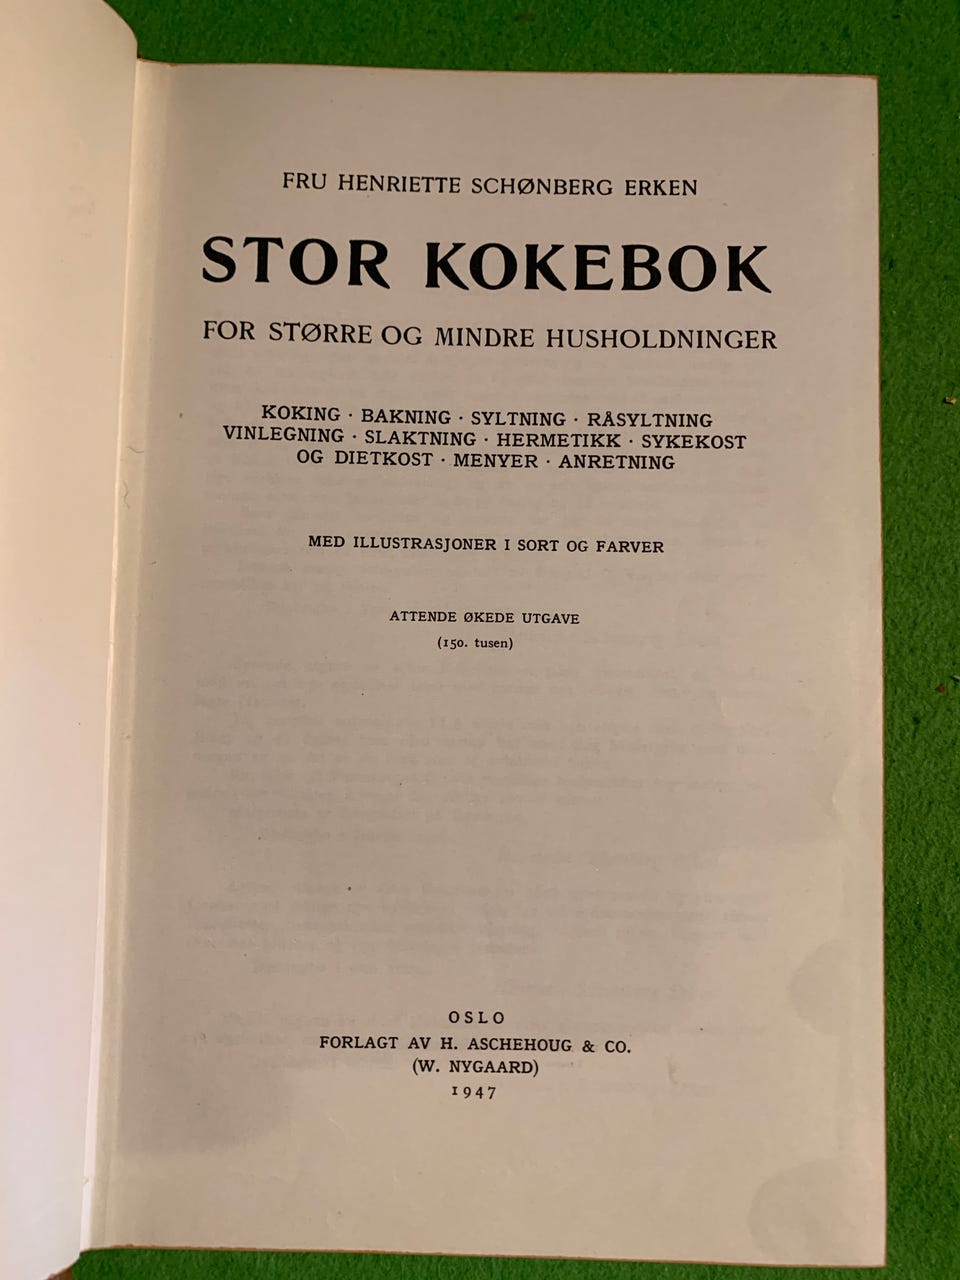 FRU HENRIETTE SCHØNBERG ERKEN
STOR KOKEBOK
FOR STØRRE OG MINDRE HUSHOLDNINGER
KOKING · BAKNING · SYLTNING · RÅSYLTNING
VINLEGNING · SLAKTNING · HERMETIKK · SYKEKOST
OG DIETKOST · MENYER · ANRETNING
MED ILLUSTRASJONER I SORT OG FARVER
ATTENDE ØKEDE UTGAVE
(150. tusen)
OSLO
FORLAGT AV H. ASCHEHOUG & CO.
(W. NYGAARD)
1947